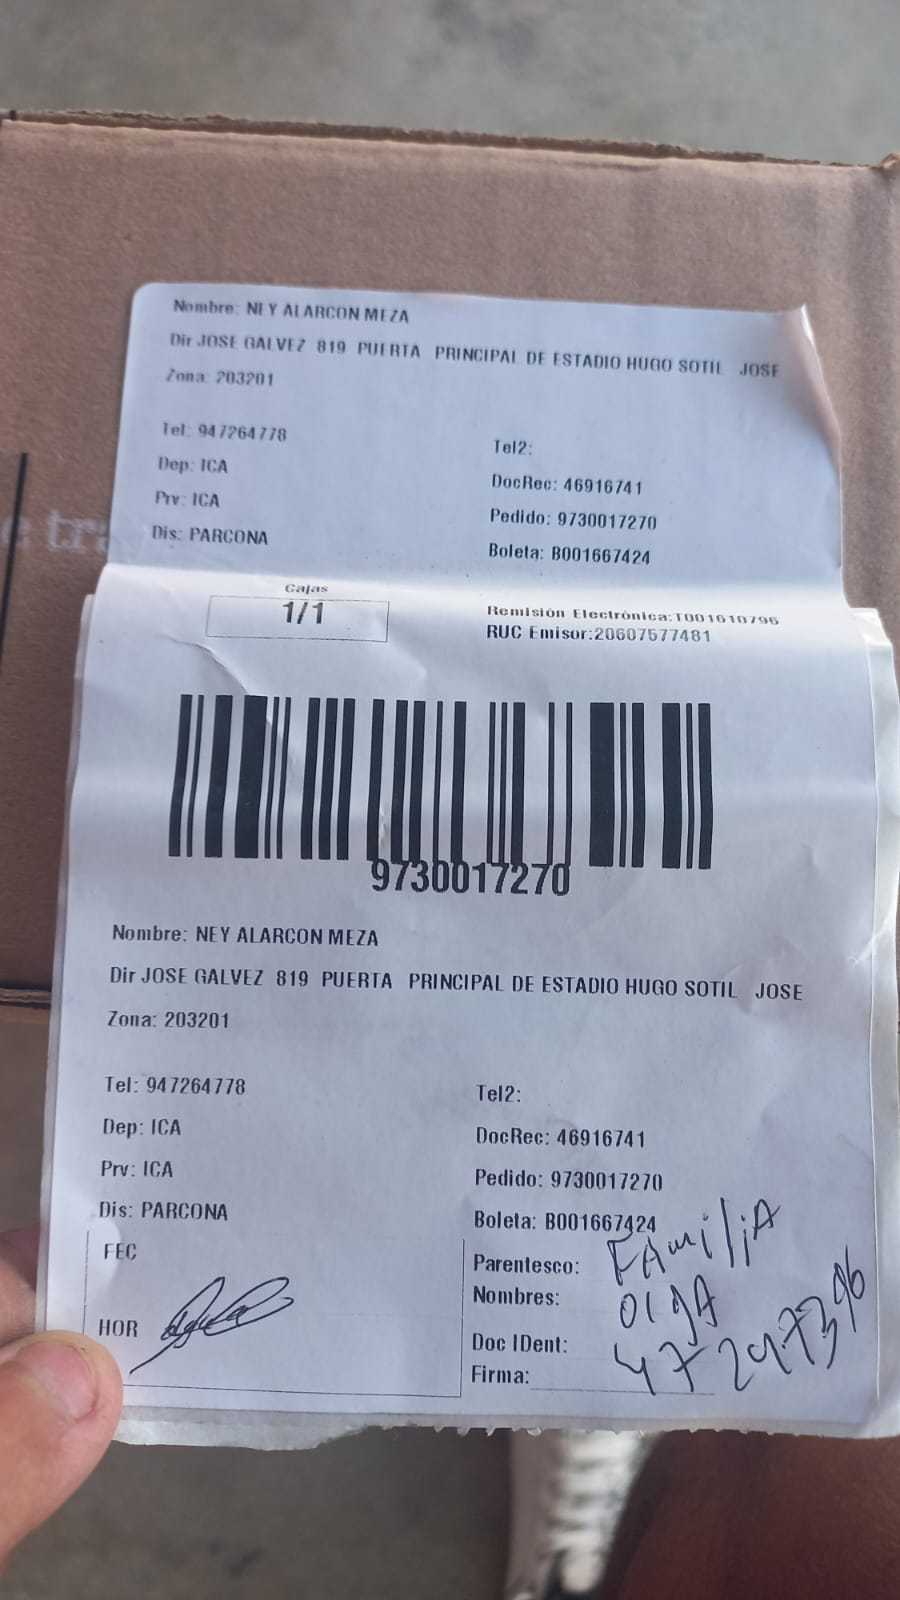 Nombre: NEY ALARCON MEZA
Dir JOSE GALVEZ 819 PUERTA PRINCIPAL DE ESTADIO HUGO SOTIL JOSE
Zona: 203201
Tel: 947264778 Tel2:
Dep: ICA DocRec: 46916741
Prv: ICA Pedido: 9730017270
Dis: PARCONA Boleta: B001667424
Cajas
1/1
Remisión Electrónica:T001610796
RUC Emisor:20607577481
9730017270
Nombre: NEY ALARCON MEZA
Dir JOSE GALVEZ 819 PUERTA PRINCIPAL DE ESTADIO HUGO SOTIL JOSE
Zona: 203201
Tel: 947264778 Tel2:
Dep: ICA DocRec: 46916741
Prv: ICA Pedido: 9730017270
Dis: PARCONA Boleta: B001667424
FEC
HOR
Parentesco: FAmiliA
Nombres: OlgA
Doc IDent:
Firma: